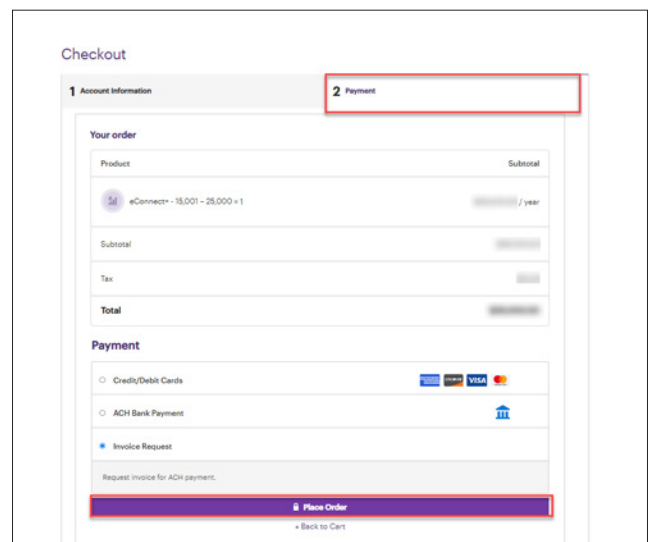 Checkout
1 Account Information
2 Payment
Your order
Product Subtotal
eConnect+ - 15,001 – 25,000 × 1 / year
Subtotal
Tax
Total
Payment
Credit/Debit Cards VISA
ACH Bank Payment
Invoice Request
Request invoice for ACH payment.
Place Order
« Back to Cart